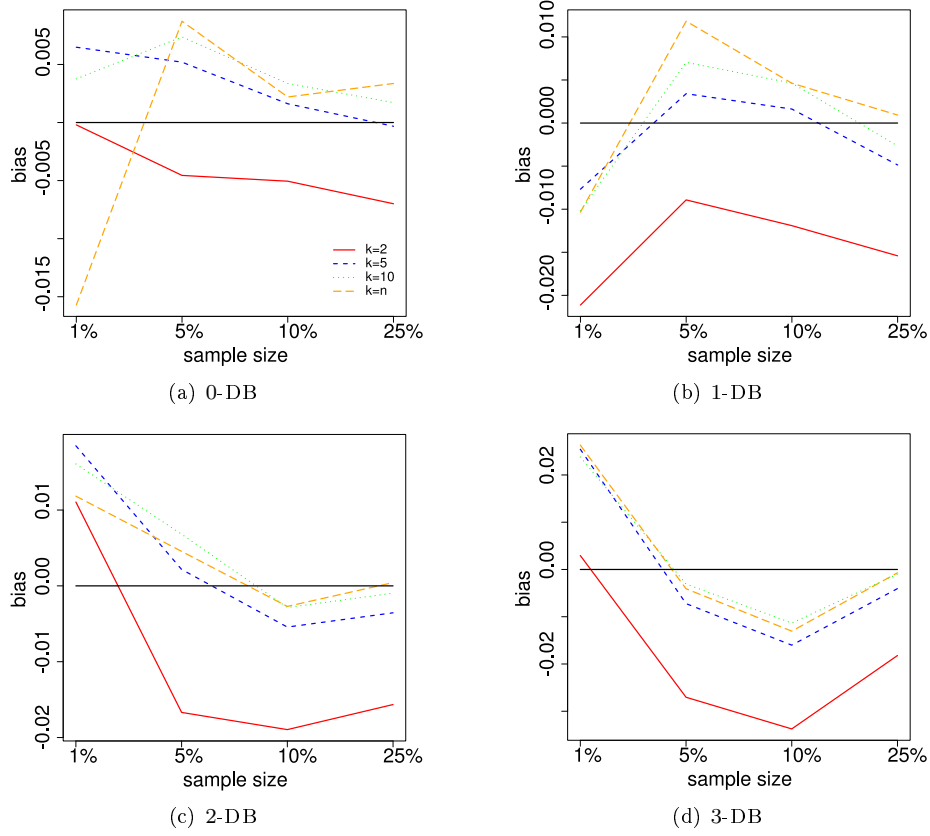 0.005
-0.005
-0.015
bias
k=2
k=5
k=10
k=n
1% 5% 10% 25%
sample size
(a) 0-DB
0.010
0.000
-0.010
-0.020
bias
1% 5% 10% 25%
sample size
(b) 1-DB
0.01
0.00
-0.01
-0.02
bias
1% 5% 10% 25%
sample size
(c) 2-DB
0.02
0.00
-0.02
bias
1% 5% 10% 25%
sample size
(d) 3-DB